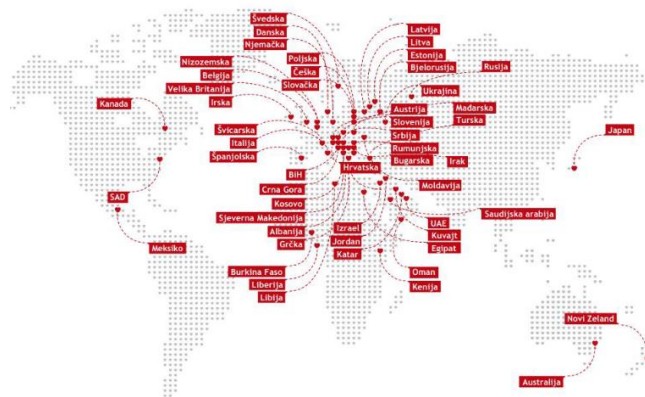 Švedska
Danska
Njemačka
Nizozemska
Belgija
Velika Britanija
Irska
Poljska
Češka
Slovačka
Latvija
Litva
Estonija
Bjelorusija
Rusija
Ukrajina
Kanada
Austrija
Mađarska
Slovenija
Turska
Švicarska
Italija
Španjolska
Srbija
Rumunjska
Bugarska
Irak
Japan
Hrvatska
BiH
Moldavija
Crna Gora
Kosovo
Sjeverna Makedonija
Albanija
Grčka
SAD
Meksiko
Izrael
Jordan
Katar
Saudijska arabija
UAE
Kuvajt
Egipat
Burkina Faso
Liberija
Libija
Oman
Kenija
Novi Zeland
Australija